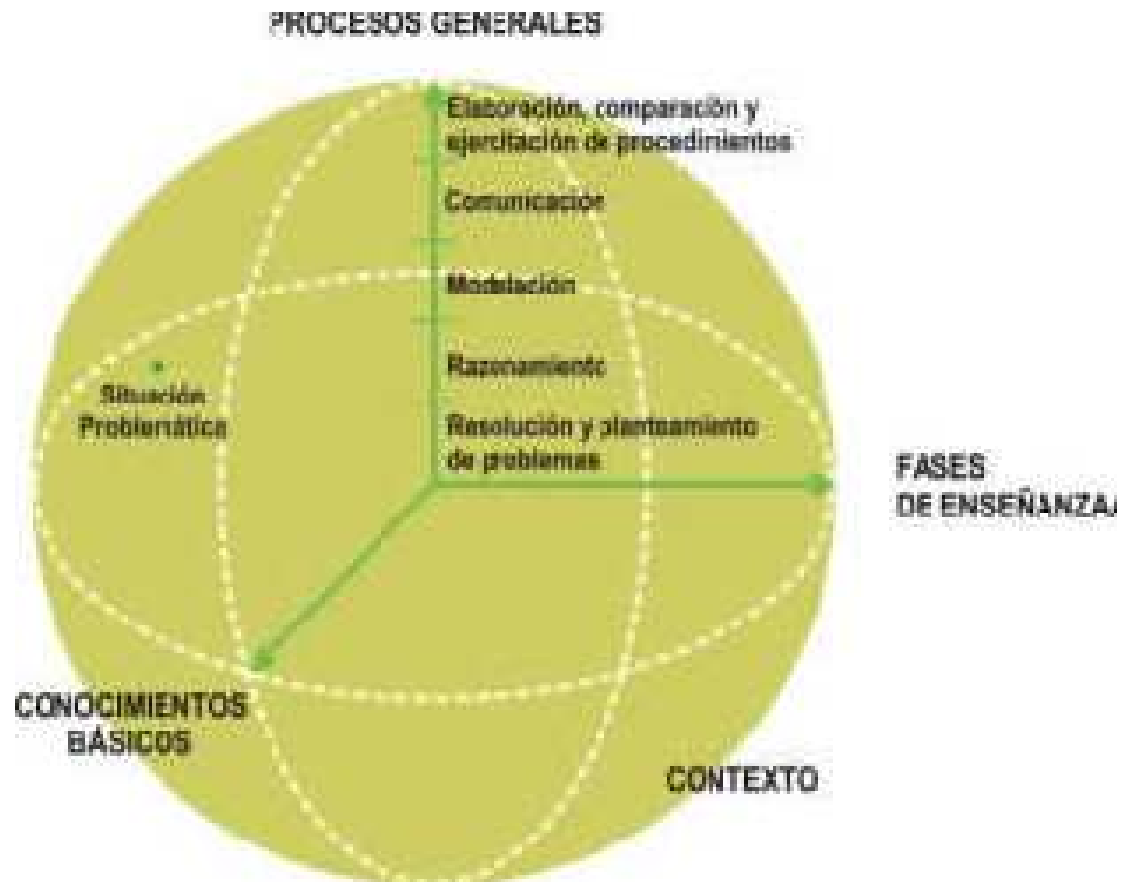 PROCESOS GENERALES
Elaboración, comparación y
ejercitación de procedimientos
Comunicación
Modelación
Razonamiento
Situación
Problemática
Resolución y planteamiento
de problemas
FASES
DE ENSEÑANZA/
CONOCIMIENTOS
BÁSICOS
CONTEXTO